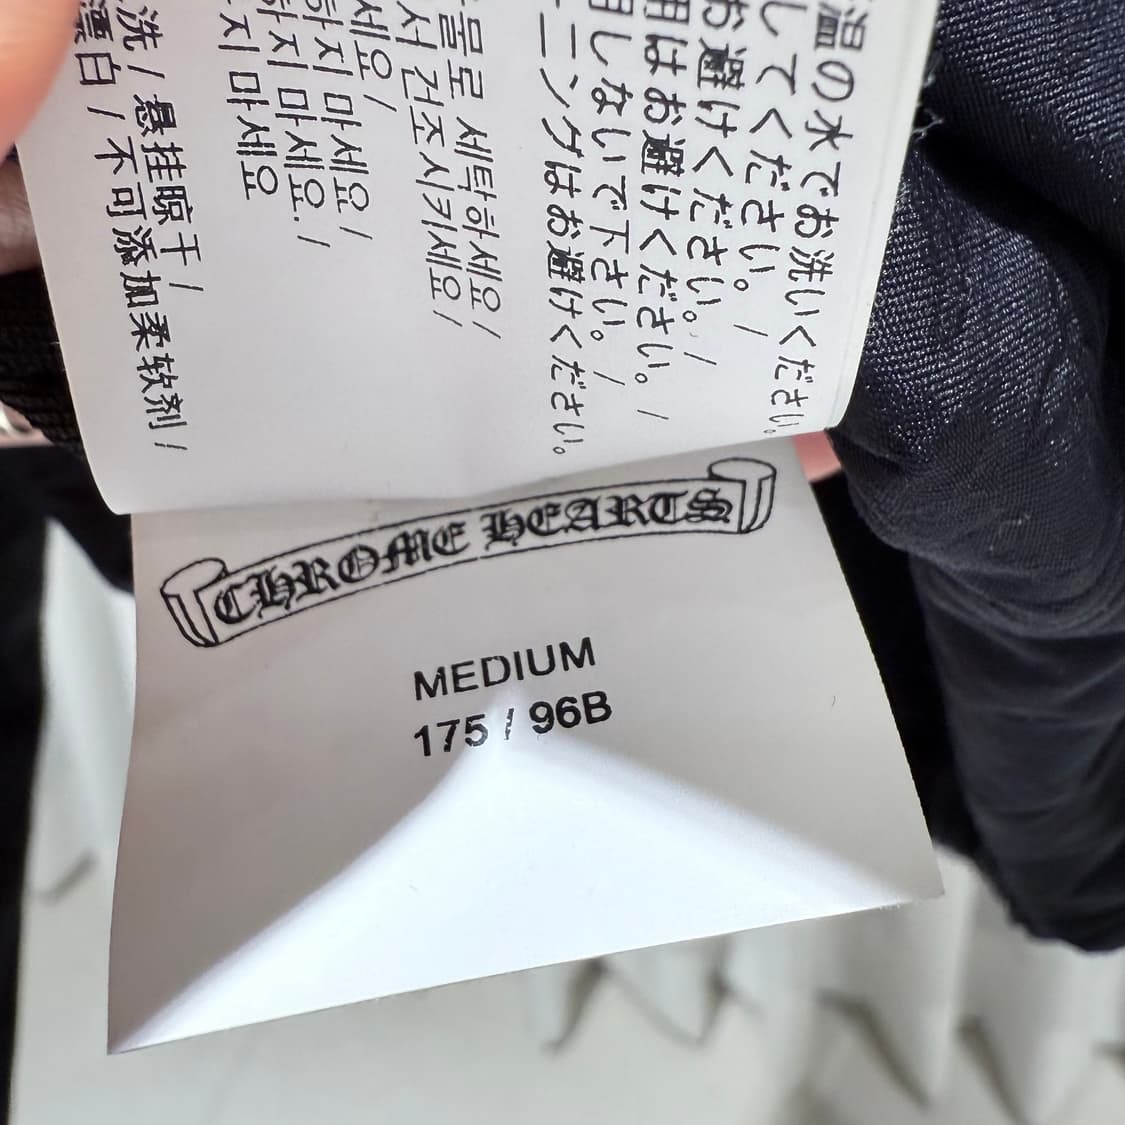 温の水でお洗いください。
してください。 /
お避けください。 /
用はお避けください。 /
用しないで下さい。 /
ーニングはお避けください。
물로 세탁하세요 /
서 건조시키세요 /
세요 /
하지 마세요 /
하지 마세요. /
지 마세요
洗 / 悬挂晾干 /
漂白 / 不可添加柔软剂 /
CHROME HEARTS
MEDIUM
175 / 96B